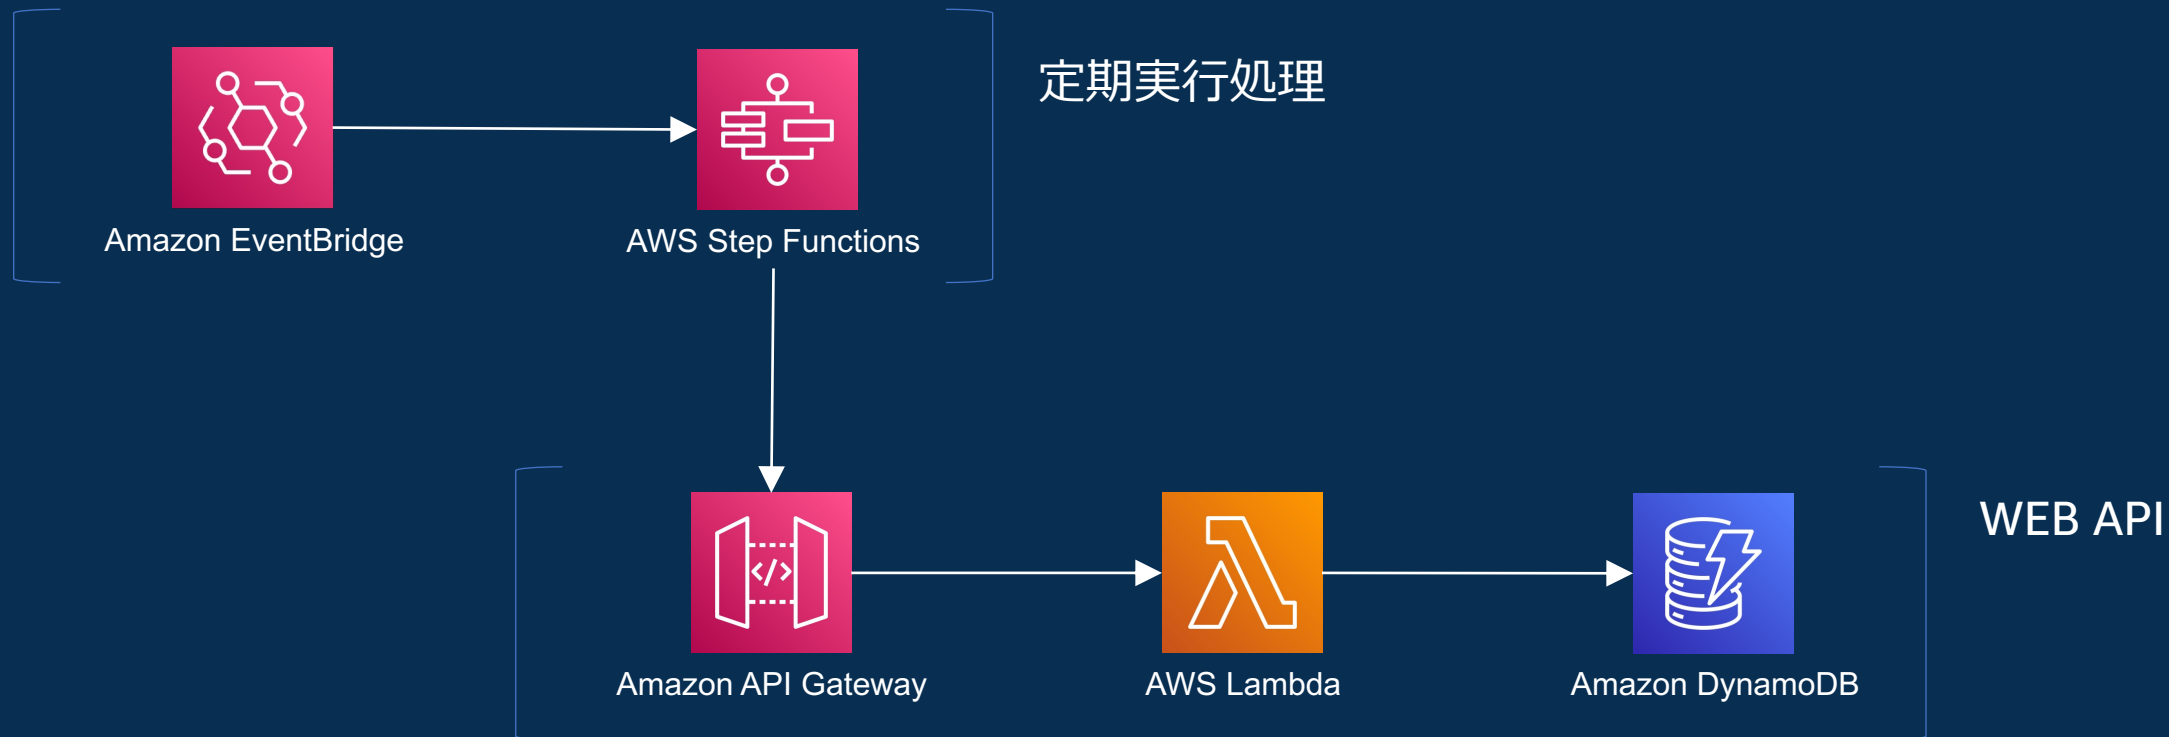 定期実行処理
Amazon EventBridge
AWS Step Functions
WEB API
Amazon API Gateway
AWS Lambda
Amazon DynamoDB